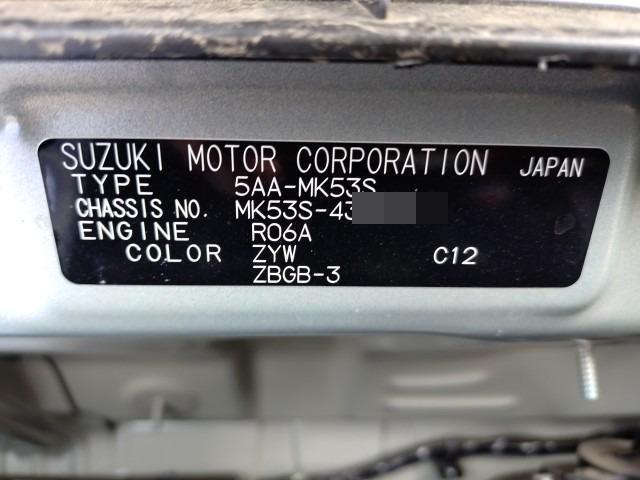 SUZUKI MOTOR CORPORATION JAPAN
TYPE 5AA-MK53S
CHASSIS NO. MK53S-43
ENGINE R06A
COLOR ZYW C12
ZBGB-3